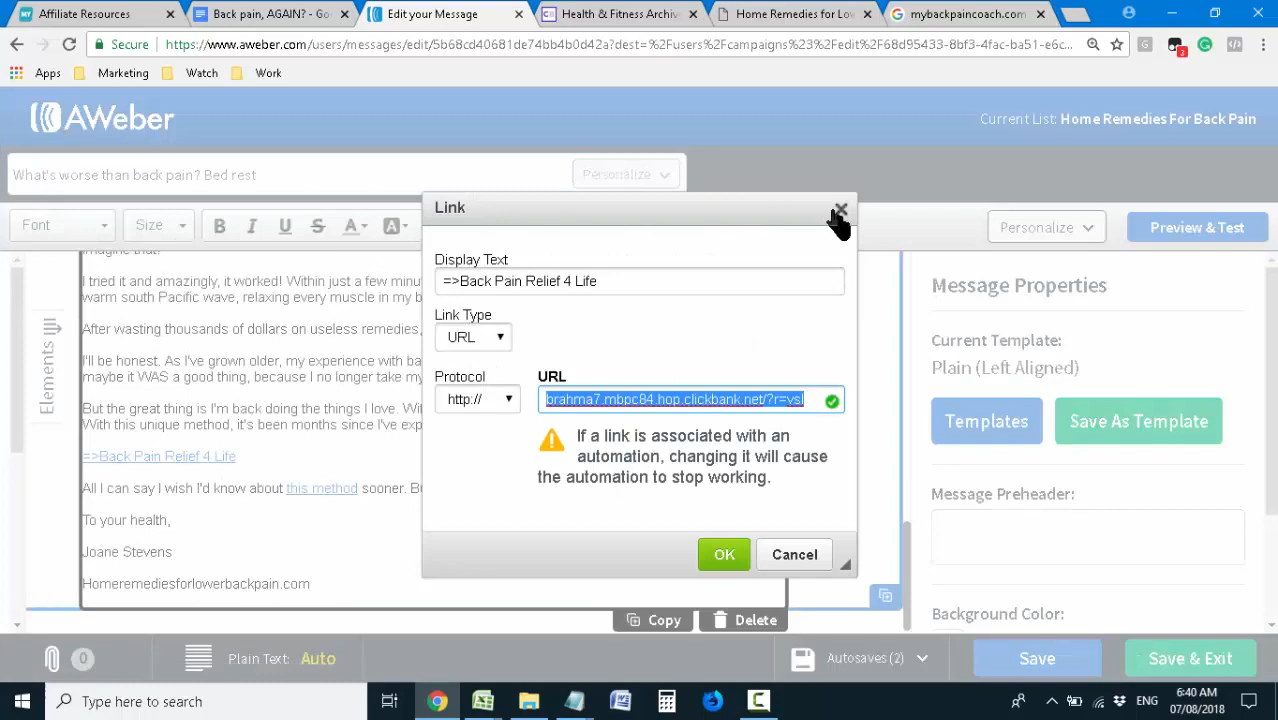 Affiliate Resources
Back pain, AGAIN? - Go
Edit your Message
Health & Fitness Archiv
Home Remedies for Low
mybackpaincoach.com
Secure
https://www.aweber.com/users/messages/edit/5b68cd40681de74bb4b0d42a?dest=%2Fusers%2Fcampaigns%23%2Fedit%2F68d95433-8bf3-4fac-ba51-e6c...
Apps
Marketing
Watch
Work
AWeber
Current List: Home Remedies For Back Pain
What's worse than back pain? Bed rest
Personalize
Font
Size
B I U S A A
Personalize
Preview & Test
Link
Display Text
=>Back Pain Relief 4 Life
Link Type
URL
Protocol
URL
http://
brahma7.mbpc84.hop.clickbank.net/?r=vsl
If a link is associated with an
automation, changing it will cause
the automation to stop working.
OK
Cancel
Elements
imagine that!
I tried it and amazingly, it worked! Within just a few minu
warm south Pacific wave, relaxing every muscle in my b
After wasting thousands of dollars on useless remedies,
I'll be honest. As I've grown older, my experience with ba
maybe it WAS a good thing, because I no longer take my
But the great thing is I'm back doing the things I love. Wit
With this unique method, it's been months since I've exp
=>Back Pain Relief 4 Life
All I can say I wish I'd know about this method sooner. B
To your health,
Joane Stevens
Homeremediesforlowerbackpain.com
Copy
Delete
Message Properties
Current Template:
Plain (Left Aligned)
Templates
Save As Template
Message Preheader:
Background Color:
0
Plain Text: Auto
Autosaves (2)
Save
Save & Exit
Type here to search
ENG
6:40 AM
07/08/2018
3